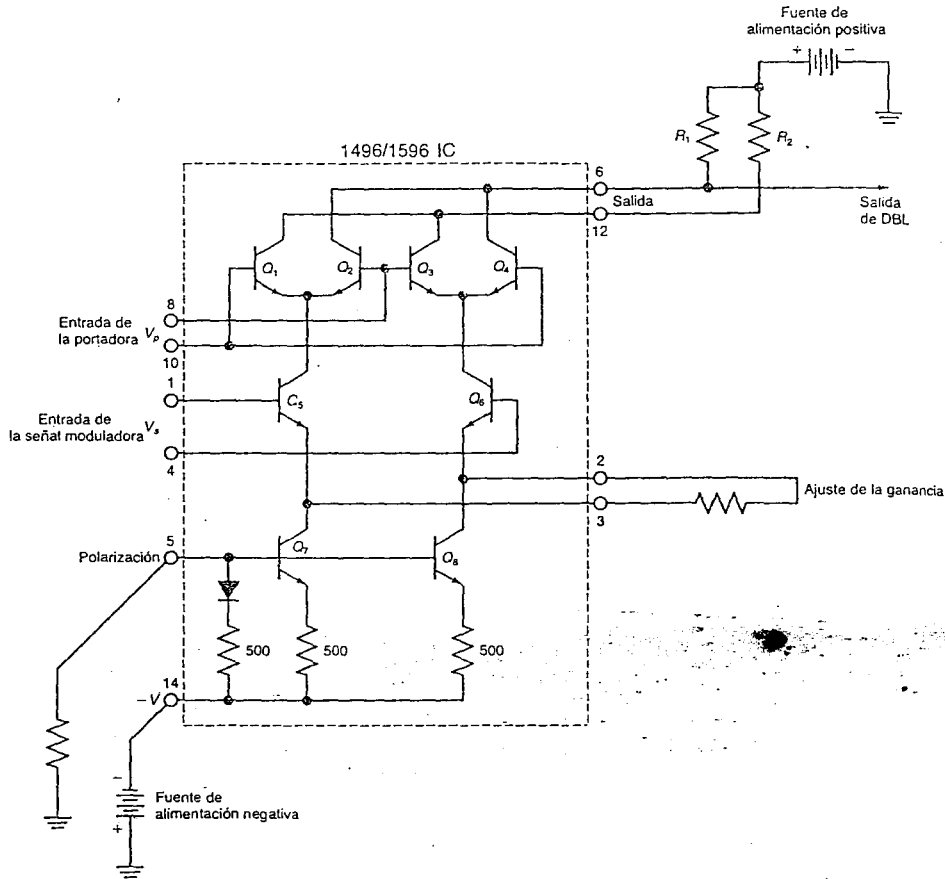 Fuente de
alimentación positiva
+
−
R₁
R₂
1496/1596 IC
6
Salida
12
Salida
de DBL
Q₁
Q₂
Q₃
Q₄
8
Entrada de
la portadora
Vₚ
10
1
C₅
Q₆
Entrada de
la señat moduladora
Vₛ
4
2
Ajuste de la ganancia
3
Polarización
5
Q₇
Q₈
500
500
500
14
−V
−
Fuente de
alimentación negativa
+